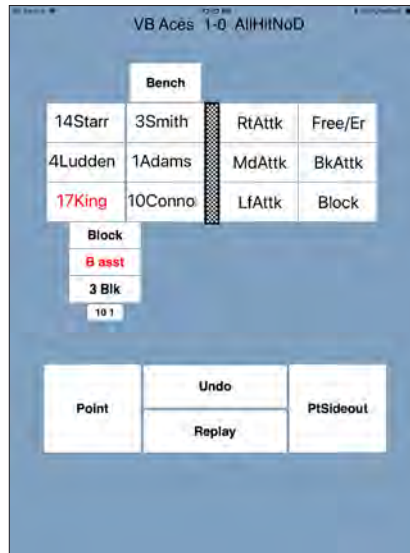 VB Aces 1-0 AllHitNoD
Bench
14Starr 3Smith RtAttk Free/Er
4Ludden 1Adams MdAttk BkAttk
17King 10Conno LfAttk Block
Block
B asst
3 Blk
10 1
Undo
Point PtSideout
Replay